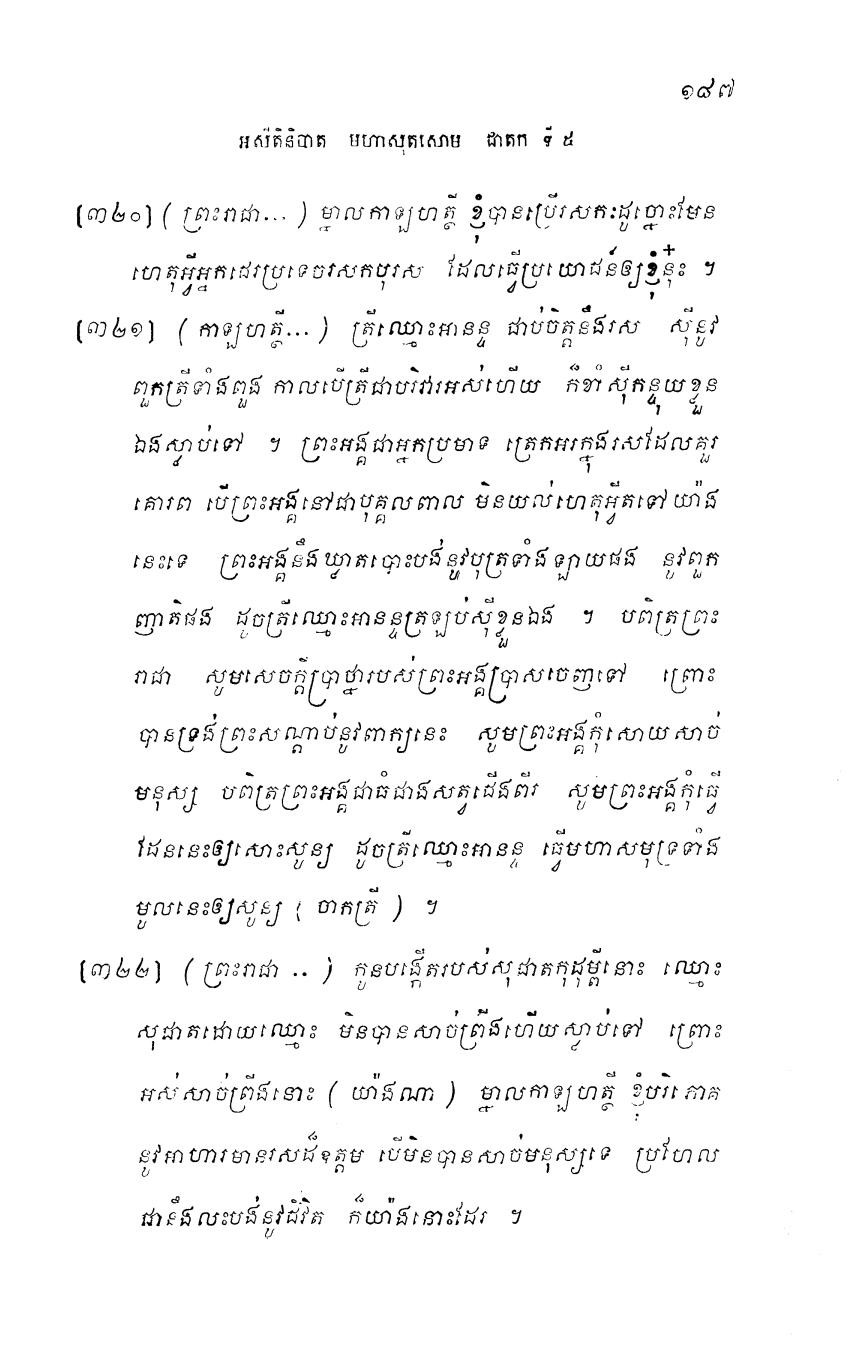 ១៨៧
អសីតិនិបាត មហាសុតសោម ជាតក ទី ៥
[៣២០] ( ព្រះរាជា... ) ម្នាលកាឡហត្ថី ខ្ញុំបានប្រើរសកៈដូច្នោះមែន
ហេតុអ្វីអ្នកដេរប្រទេចរសកបុរស ដែលធ្វើប្រយោជន៍ឲ្យខ្ញុំ+នុ៎ះ ។
[៣២១] ( កាឡហត្ថី... ) ត្រីឈ្មោះអានន្ទ ជាប់ចិត្តនឹងរស ស៊ីនូវ
ពួកត្រីទាំងពួង កាលបើត្រីជាបរិវារអស់ហើយ ក៏ខាំស៊ីកន្ទុយខ្លួន
ឯងស្លាប់ទៅ ។ ព្រះអង្គជាអ្នកប្រមាទ ត្រេកអរក្នុងរសដែលគួរ
គោរព បើព្រះអង្គនៅជាបុគ្គលពាល មិនយល់ហេតុអ្វីតទៅ យ៉ាង
នេះទេ ព្រះអង្គនឹងឃ្លាតបោះបង់នូវបុត្រទាំងឡាយផង នូវពួក
ញាតិផង ដូចត្រីឈ្មោះអានន្ទត្រឡប់ស៊ីខ្លួនឯង ។ បពិត្រព្រះ
រាជា សូមសេចក្តីប្រាថ្នារបស់ព្រះអង្គប្រាសចេញទៅ ព្រោះ
បានទ្រង់ព្រះសណ្តាប់នូវពាក្យនេះ សូមព្រះអង្គកុំសោយសាច់
មនុស្ស បពិត្រព្រះអង្គជាធំជាងសត្វជើងពីរ សូមព្រះអង្គកុំធ្វើ
ដែននេះឲ្យសោះសូន្យ ដូចត្រីឈ្មោះអានន្ទ ធ្វើមហាសមុទ្រទាំង
មូលនេះឲ្យសូន្យ ( ចាកត្រី ) ។
[៣២២] ( ព្រះរាជា .. ) កូនបង្កើតរបស់សុជាតកុដុម្ពីនោះ ឈ្មោះ
សុជាតដោយឈ្មោះ មិនបានសាច់ព្រីងហើយស្លាប់ទៅ ព្រោះ
អស់សាច់ព្រីងនោះ ( យ៉ាងណា ) ម្នាលកាឡហត្ថី ខ្ញុំបរិភោគ
នូវអាហារមានរសដ៏ឧត្តម បើមិនបានសាច់មនុស្សទេ ប្រហែល
ជានឹងលះបង់នូវជីវិត ក៏យ៉ាងនោះដែរ ។